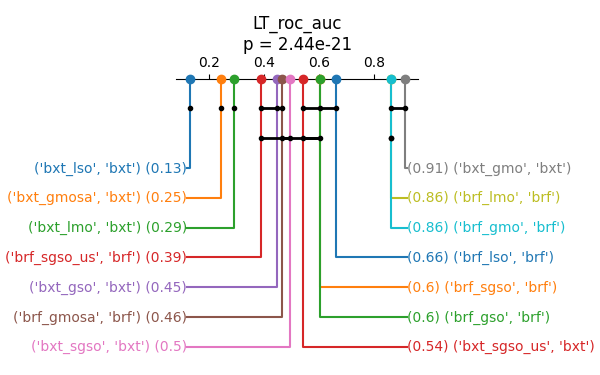 LT_roc_auc
p = 2.44e-21
0.2 0.4 0.6 0.8
('bxt_lso', 'bxt') (0.13) (0.91) ('bxt_gmo', 'bxt')
('bxt_gmosa', 'bxt') (0.25) (0.86) ('brf_lmo', 'brf')
('bxt_lmo', 'bxt') (0.29) (0.86) ('brf_gmo', 'brf')
('brf_sgso_us', 'brf') (0.39) (0.66) ('brf_lso', 'brf')
('bxt_gso', 'bxt') (0.45) (0.6) ('brf_sgso', 'brf')
('brf_gmosa', 'brf') (0.46) (0.6) ('brf_gso', 'brf')
('bxt_sgso', 'bxt') (0.5) (0.54) ('bxt_sgso_us', 'bxt')